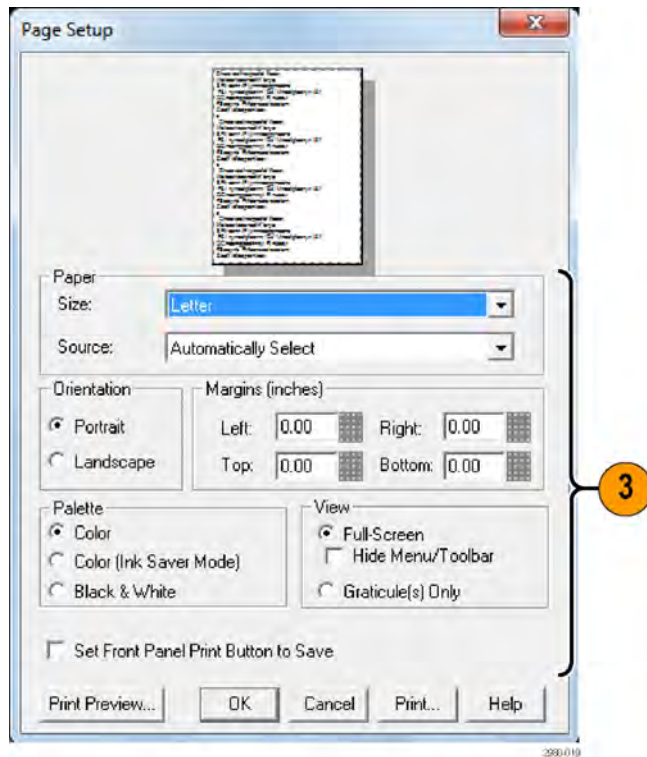 Page Setup
Paper
Size: Letter
Source: Automatically Select
Orientation Margins (inches)
Portrait Left: 0.00 Right: 0.00
Landscape Top: 0.00 Bottom: 0.00
3
Palette View
Color Full-Screen
Hide Menu/Toolbar
Color (Ink Saver Mode)
Black & White Graticule(s) Only
Set Front Panel Print Button to Save
Print Preview... OK Cancel Print... Help
2980-019